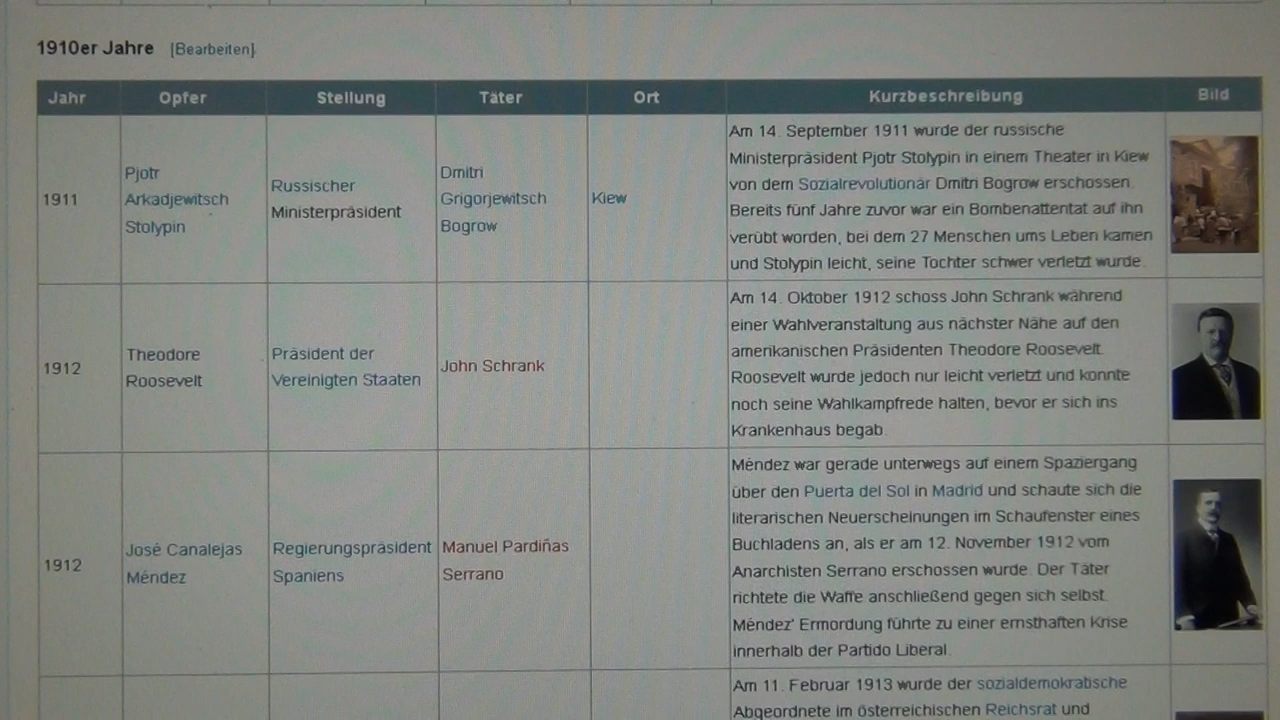 1910er Jahre [Bearbeiten]
Jahr Opfer Stellung Täter Ort Kurzbeschreibung Bild
1911
Pjotr
Arkadjewitsch
Stolypin
Russischer
Ministerpräsident
Dmitri
Grigorjewitsch
Bogrow
Kiew
Am 14. September 1911 wurde der russische
Ministerpräsident Pjotr Stolypin in einem Theater in Kiew
von dem Sozialrevolutionär Dmitri Bogrow erschossen.
Bereits fünf Jahre zuvor war ein Bombenattentat auf ihn
verübt worden, bei dem 27 Menschen ums Leben kamen
und Stolypin leicht, seine Tochter schwer verletzt wurde.
1912
Theodore
Roosevelt
Präsident der
Vereinigten Staaten
John Schrank
Am 14. Oktober 1912 schoss John Schrank während
einer Wahlveranstaltung aus nächster Nähe auf den
amerikanischen Präsidenten Theodore Roosevelt.
Roosevelt wurde jedoch nur leicht verletzt und konnte
noch seine Wahlkampfrede halten, bevor er sich ins
Krankenhaus begab.
1912
José Canalejas
Méndez
Regierungspräsident
Spaniens
Manuel Pardiñas
Serrano
Méndez war gerade unterwegs auf einem Spaziergang
über den Puerta del Sol in Madrid und schaute sich die
literarischen Neuerscheinungen im Schaufenster eines
Buchladens an, als er am 12. November 1912 vom
Anarchisten Serrano erschossen wurde. Der Täter
richtete die Waffe anschließend gegen sich selbst.
Méndez' Ermordung führte zu einer ernsthaften Krise
innerhalb der Partido Liberal.
Am 11. Februar 1913 wurde der sozialdemokratische
Abgeordnete im österreichischen Reichsrat und